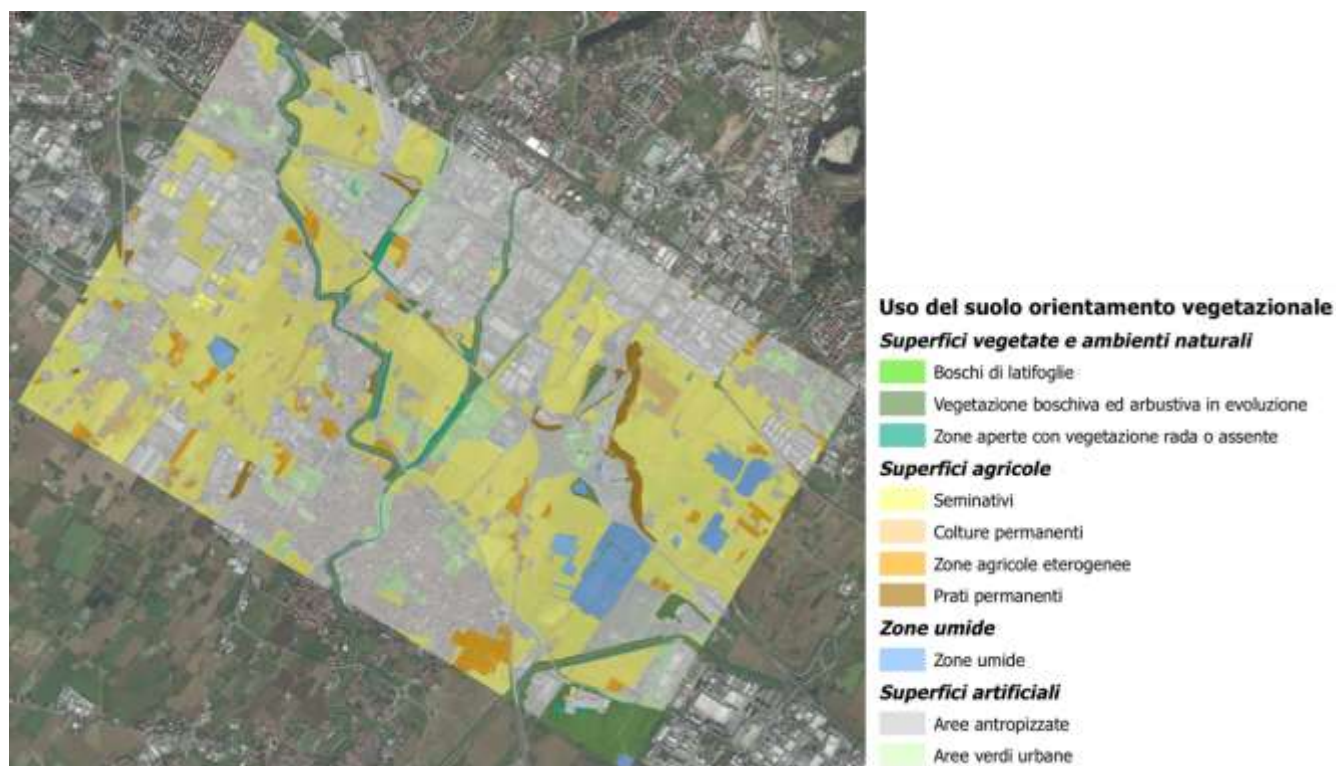 Uso del suolo orientamento vegetazionale
Superfici vegetate e ambienti naturali
Boschi di latifoglie
Vegetazione boschiva ed arbustiva in evoluzione
Zone aperte con vegetazione rada o assente
Superfici agricole
Seminativi
Colture permanenti
Zone agricole eterogenee
Prati permanenti
Zone umide
Zone umide
Superfici artificiali
Aree antropizzate
Aree verdi urbane